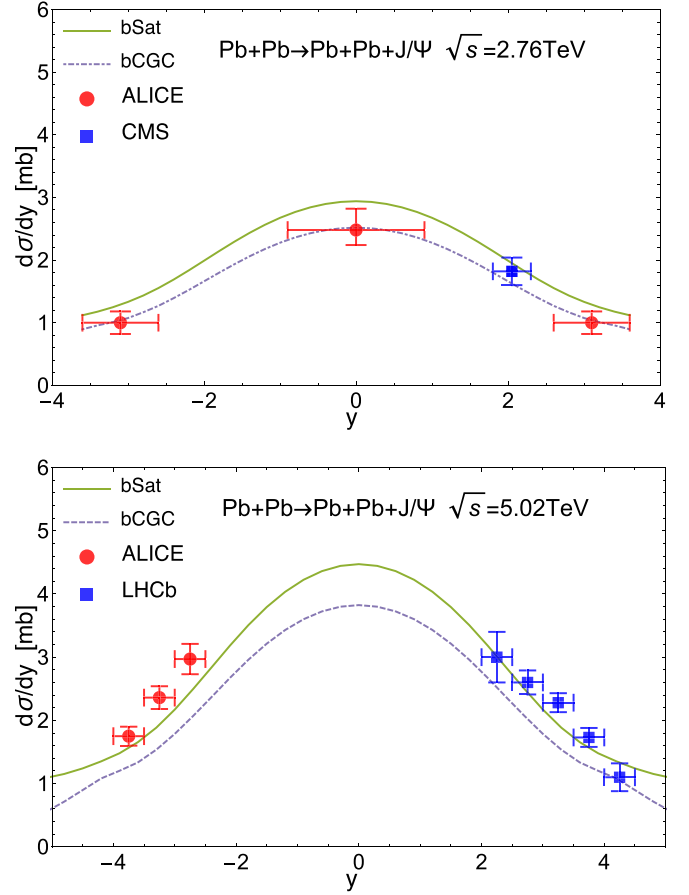 6
5
4
3
2
1
0
dσ/dy [mb]
bSat
bCGC
ALICE
CMS
Pb+Pb→Pb+Pb+J/Ψ √s=2.76TeV
−4 −2 0 2 4
y
6
5
4
3
2
1
0
dσ/dy [mb]
bSat
bCGC
ALICE
LHCb
Pb+Pb→Pb+Pb+J/Ψ √s=5.02TeV
−4 −2 0 2 4
y